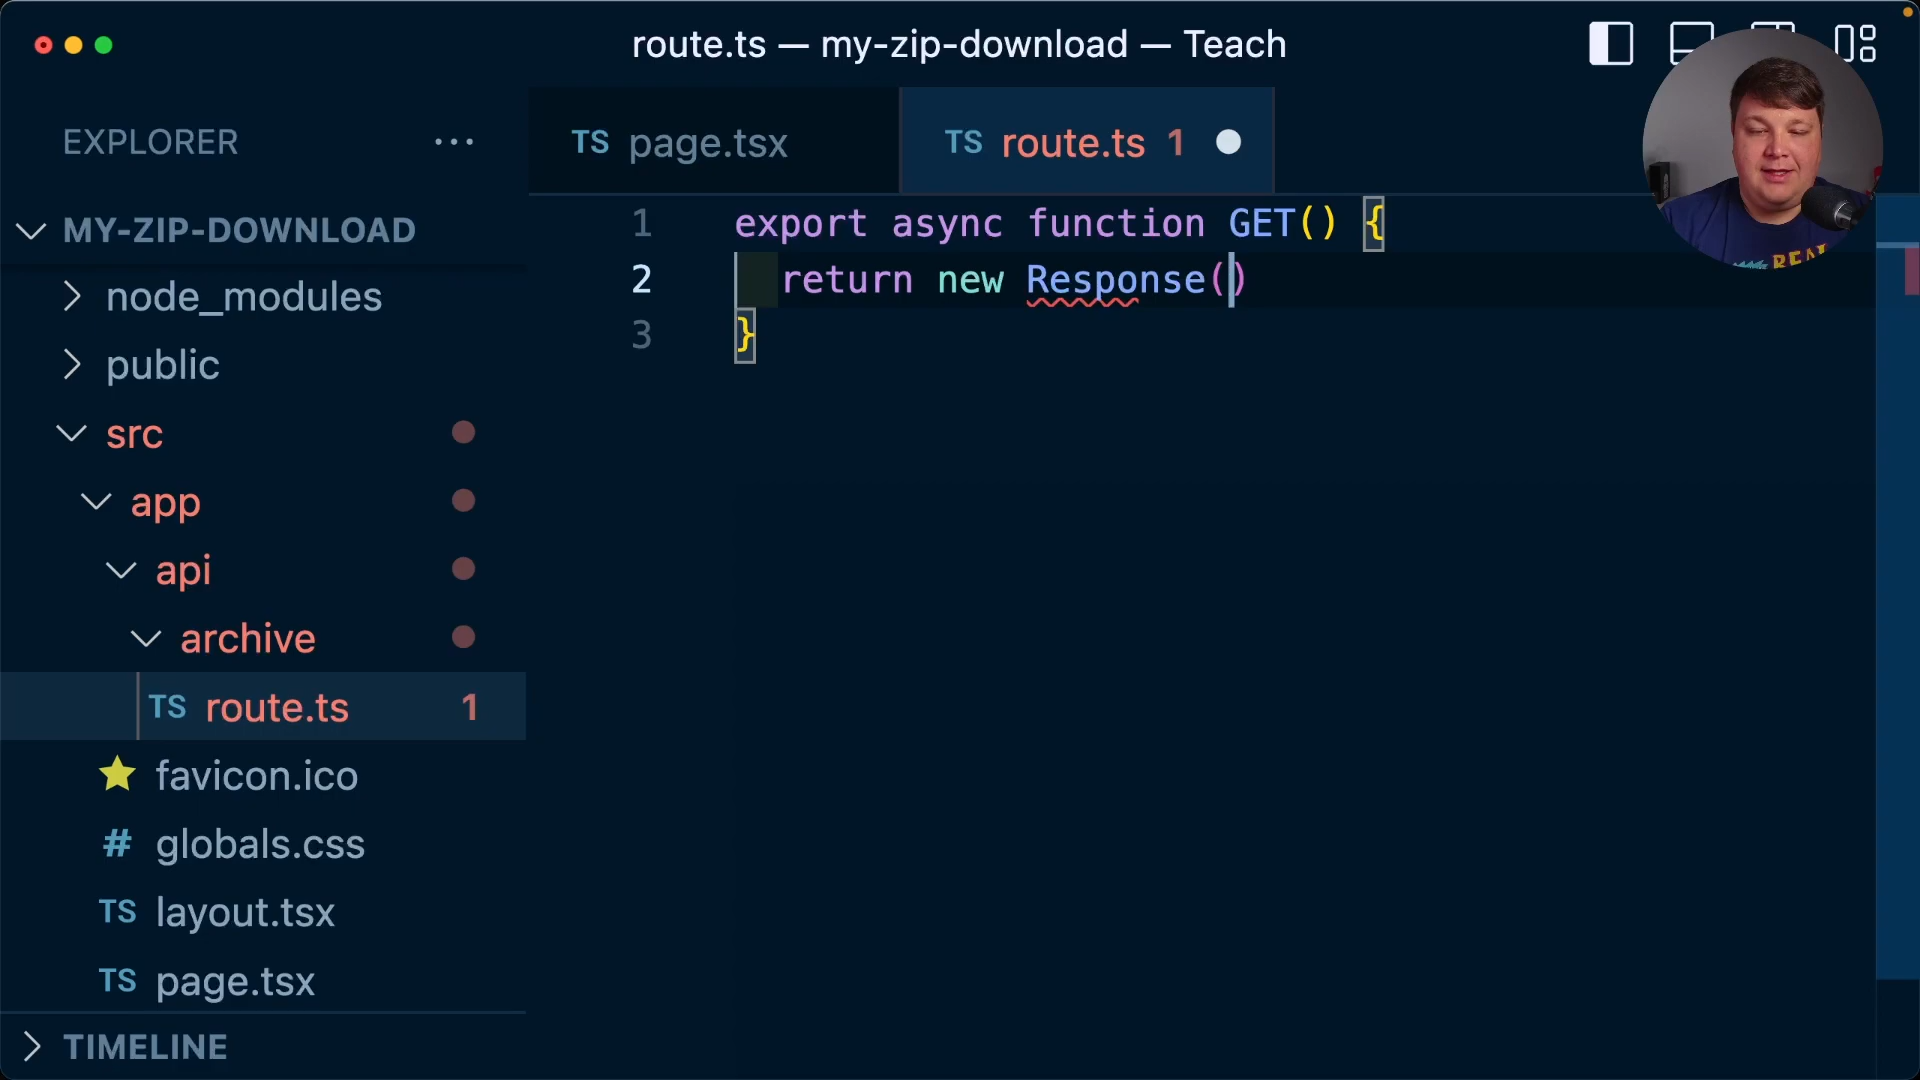 route.ts — my-zip-download — Teach
EXPLORER ...
MY-ZIP-DOWNLOAD
node_modules
public
src
app
api
archive
TS route.ts 1
favicon.ico
# globals.css
TS layout.tsx
TS page.tsx
TIMELINE
TS page.tsx
TS route.ts 1
1 export async function GET() {
2 return new Response()
3 }
REAL